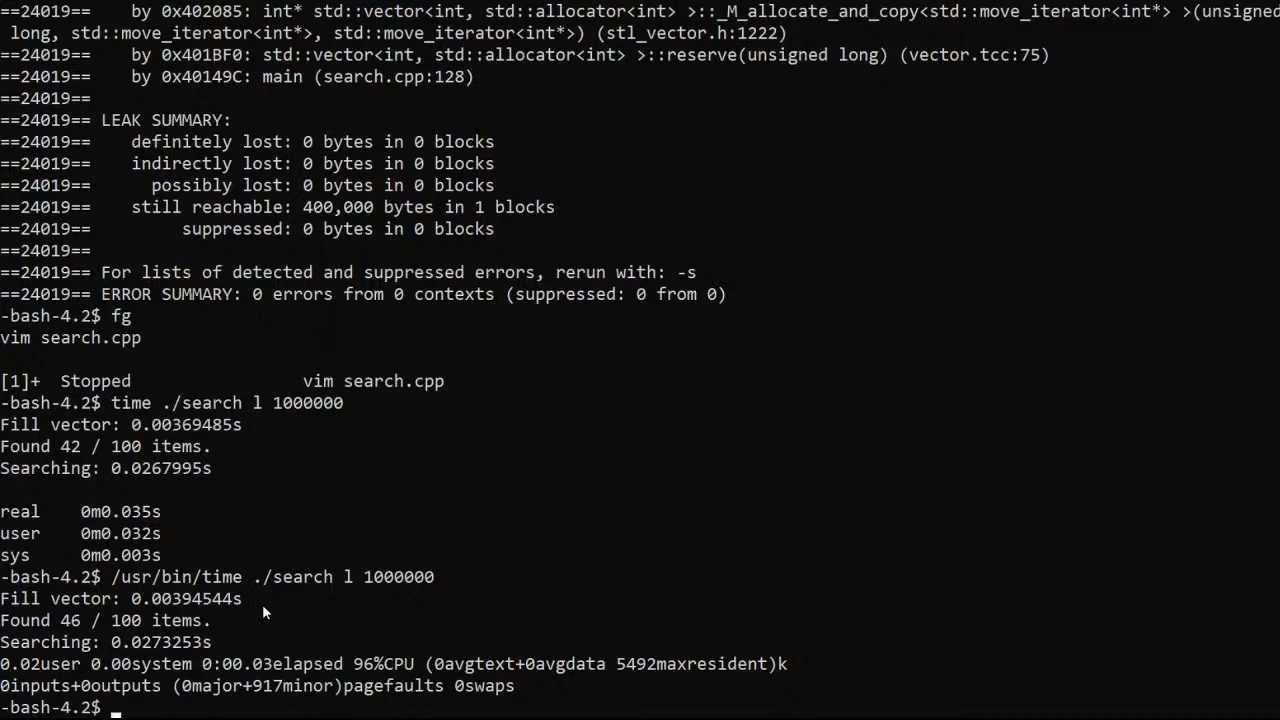 ==24019==    by 0x402085: int* std::vector<int, std::allocator<int> >::_M_allocate_and_copy<std::move_iterator<int*> >(unsigned
 long, std::move_iterator<int*>, std::move_iterator<int*>) (stl_vector.h:1222)
==24019==    by 0x401BF0: std::vector<int, std::allocator<int> >::reserve(unsigned long) (vector.tcc:75)
==24019==    by 0x40149C: main (search.cpp:128)
==24019==
==24019== LEAK SUMMARY:
==24019==    definitely lost: 0 bytes in 0 blocks
==24019==    indirectly lost: 0 bytes in 0 blocks
==24019==      possibly lost: 0 bytes in 0 blocks
==24019==    still reachable: 400,000 bytes in 1 blocks
==24019==         suppressed: 0 bytes in 0 blocks
==24019==
==24019== For lists of detected and suppressed errors, rerun with: -s
==24019== ERROR SUMMARY: 0 errors from 0 contexts (suppressed: 0 from 0)
-bash-4.2$ fg
vim search.cpp

[1]+  Stopped                 vim search.cpp
-bash-4.2$ time ./search l 1000000
Fill vector: 0.00369485s
Found 42 / 100 items.
Searching: 0.0267995s

real    0m0.035s
user    0m0.032s
sys     0m0.003s
-bash-4.2$ /usr/bin/time ./search l 1000000
Fill vector: 0.00394544s
Found 46 / 100 items.
Searching: 0.0273253s
0.02user 0.00system 0:00.03elapsed 96%CPU (0avgtext+0avgdata 5492maxresident)k
0inputs+0outputs (0major+917minor)pagefaults 0swaps
-bash-4.2$